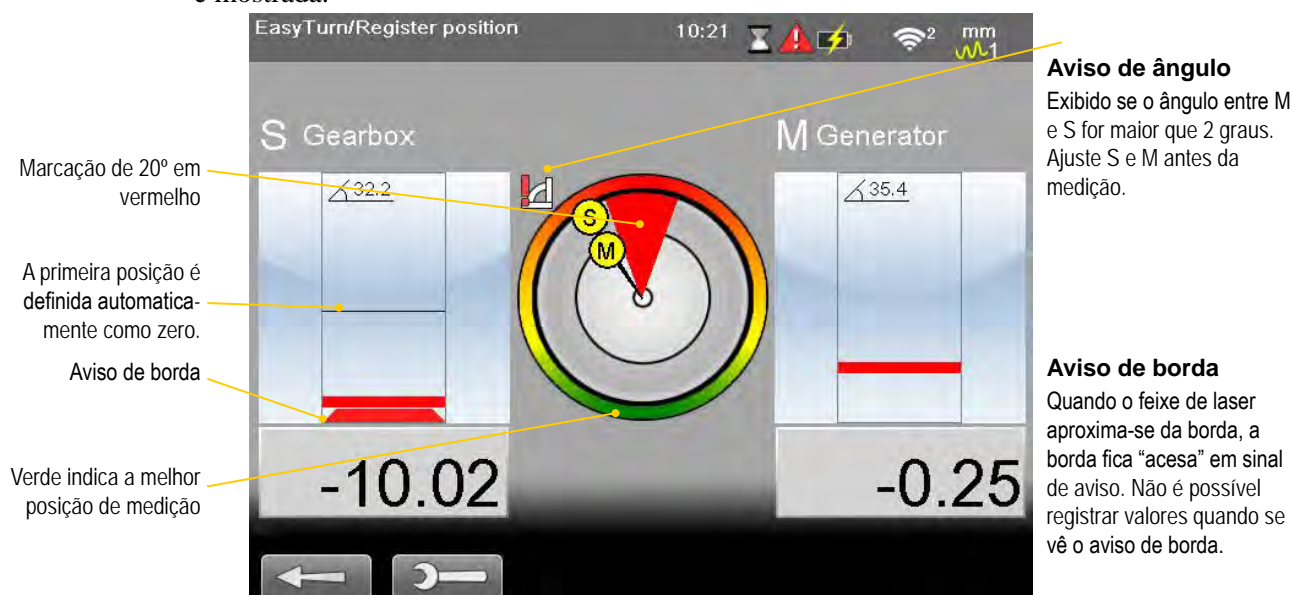 e mostrada.
EasyTurn/Register position
10:21
2
mm
1
S Gearbox
M Generator
32.2
35.4
S
M
-10.02
-0.25
Marcação de 20º em
vermelho
A primeira posição é
definida automatica-
mente como zero.
Aviso de borda
Verde indica a melhor
posição de medição
Aviso de ângulo
Exibido se o ângulo entre M
e S for maior que 2 graus.
Ajuste S e M antes da
medição.
Aviso de borda
Quando o feixe de laser
aproxima-se da borda, a
borda fica “acesa” em sinal
de aviso. Não é possível
registrar valores quando se
vê o aviso de borda.